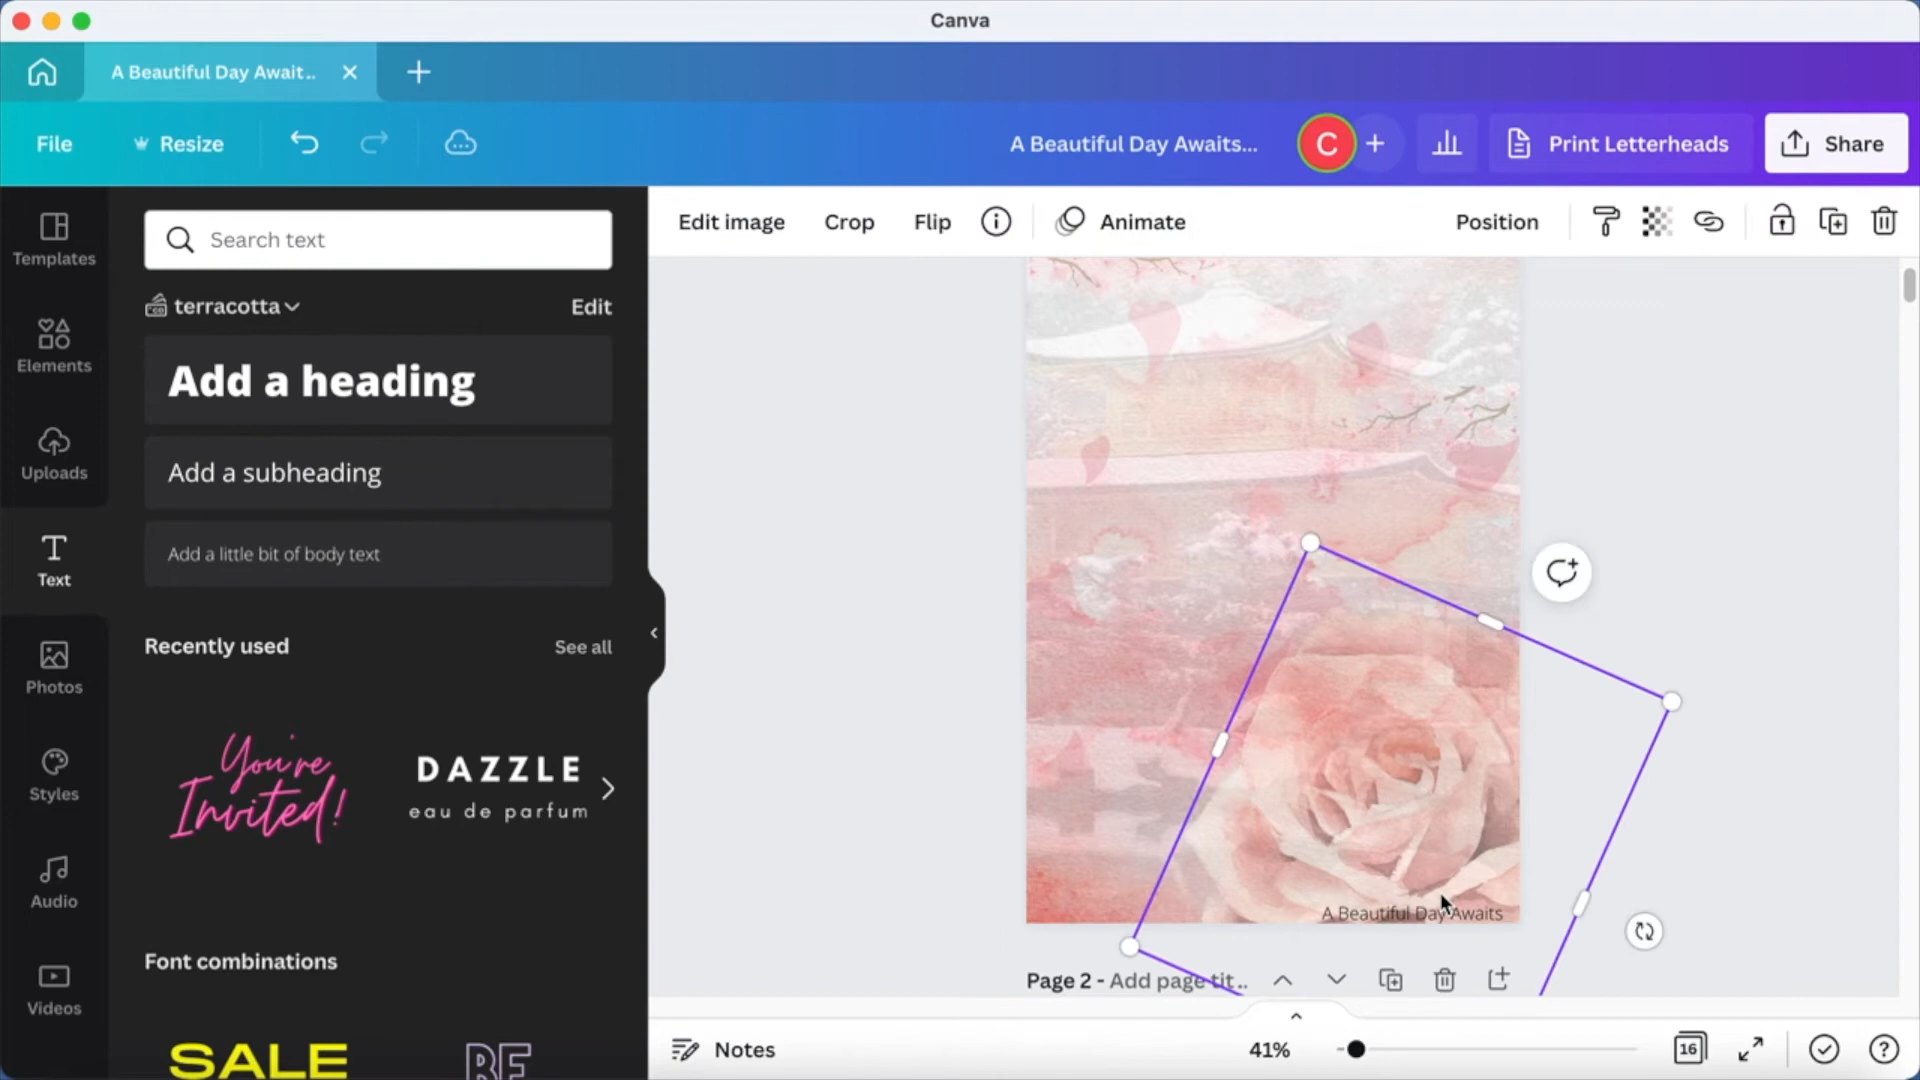 Canva
A Beautiful Day Await...
File
Resize
A Beautiful Day Awaits...
C
Print Letterheads
Share
Templates
Elements
Uploads
Text
Photos
Styles
Audio
Videos
Search text
terracotta
Edit
Add a heading
Add a subheading
Add a little bit of body text
Recently used
See all
You're
Invited!
DAZZLE
eau de parfum
Font combinations
SALE
BE
Edit image
Crop
Flip
Animate
Position
A Beautiful Day Awaits
Page 2 - Add page tit...
Notes
41%
16